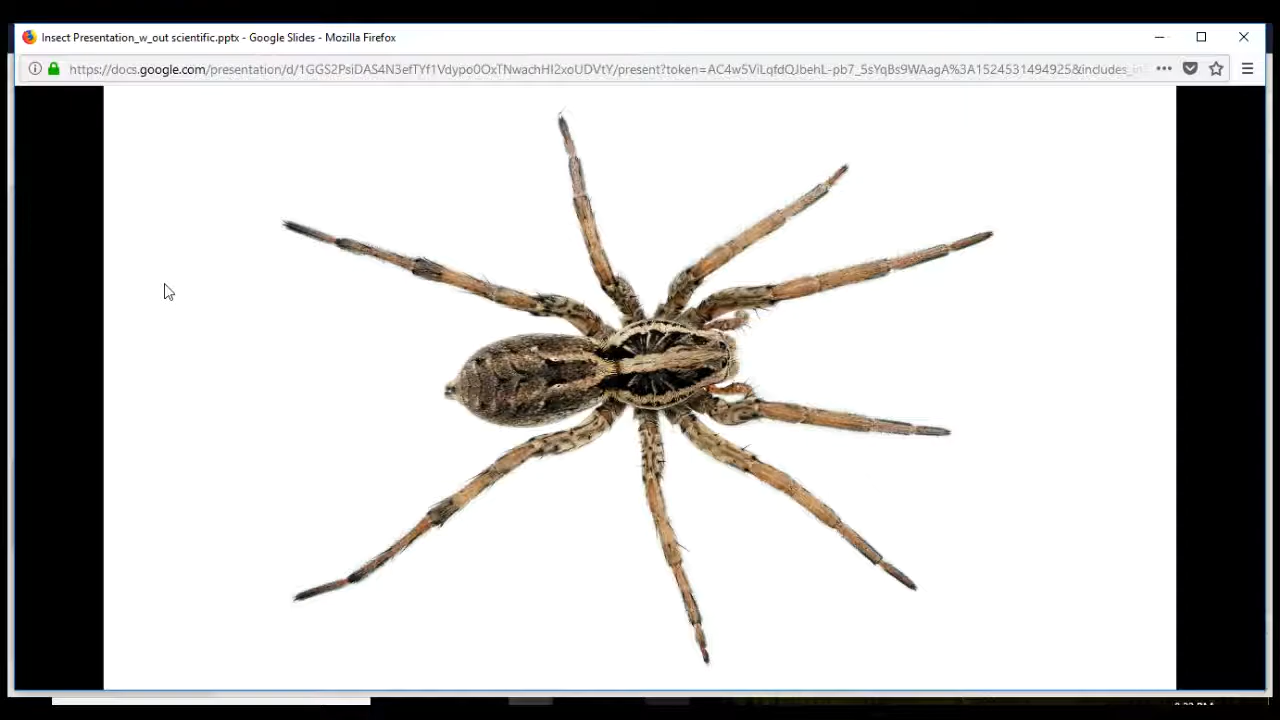 Insect Presentation_w_out scientific.pptx - Google Slides - Mozilla Firefox
https://docs.google.com/presentation/d/1GGS2PsiDAS4N3efTYf1Vdypo0OxTNwachHI2xoUDVtY/present?token=AC4w5ViLqfdQJbehL-pb7_5sYqBs9WAagA%3A1524531494925&includes_in